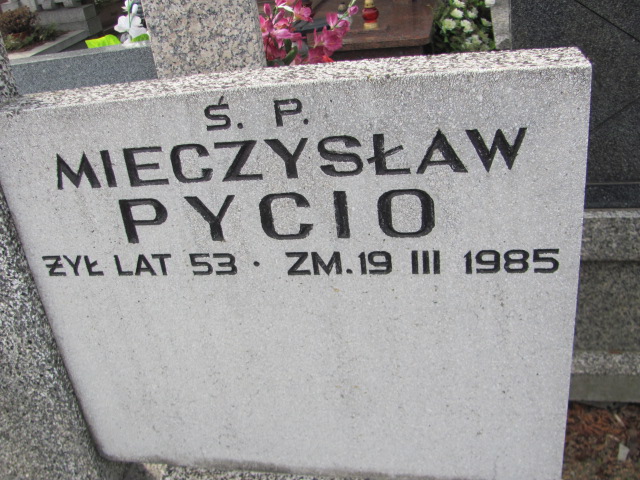 Ś. P.
MIECZYSŁAW
PYCIO
ŻYŁ LAT 53 · ZM. 19 III 1985